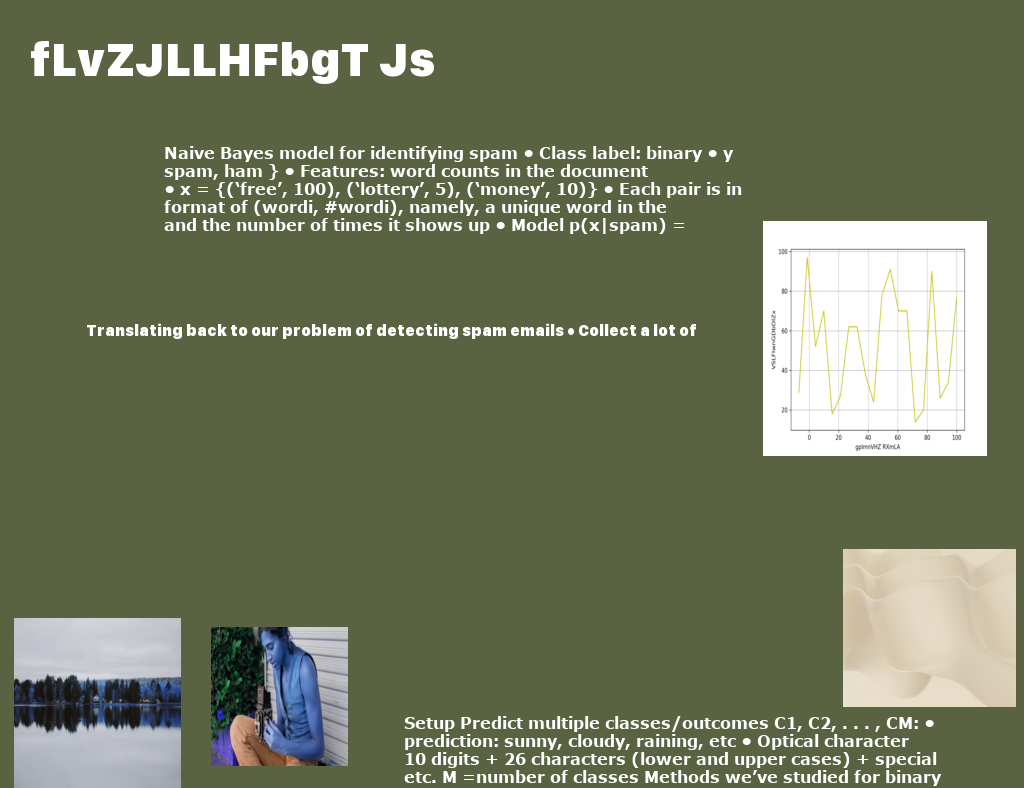 fLvZJLLHFbgT Js
Naive Bayes model for identifying spam • Class label: binary • y
spam, ham } • Features: word counts in the document
• x = {(‘free’, 100), (‘lottery’, 5), (‘money’, 10)} • Each pair is in
format of (wordi, #wordi), namely, a unique word in the
and the number of times it shows up • Model p(x|spam) =
Translating back to our problem of detecting spam emails • Collect a lot of
100
80
60
40
20
0 20 40 60 80 100
Setup Predict multiple classes/outcomes C1, C2, . . . , CM: •
prediction: sunny, cloudy, raining, etc • Optical character
10 digits + 26 characters (lower and upper cases) + special
etc. M =number of classes Methods we’ve studied for binary